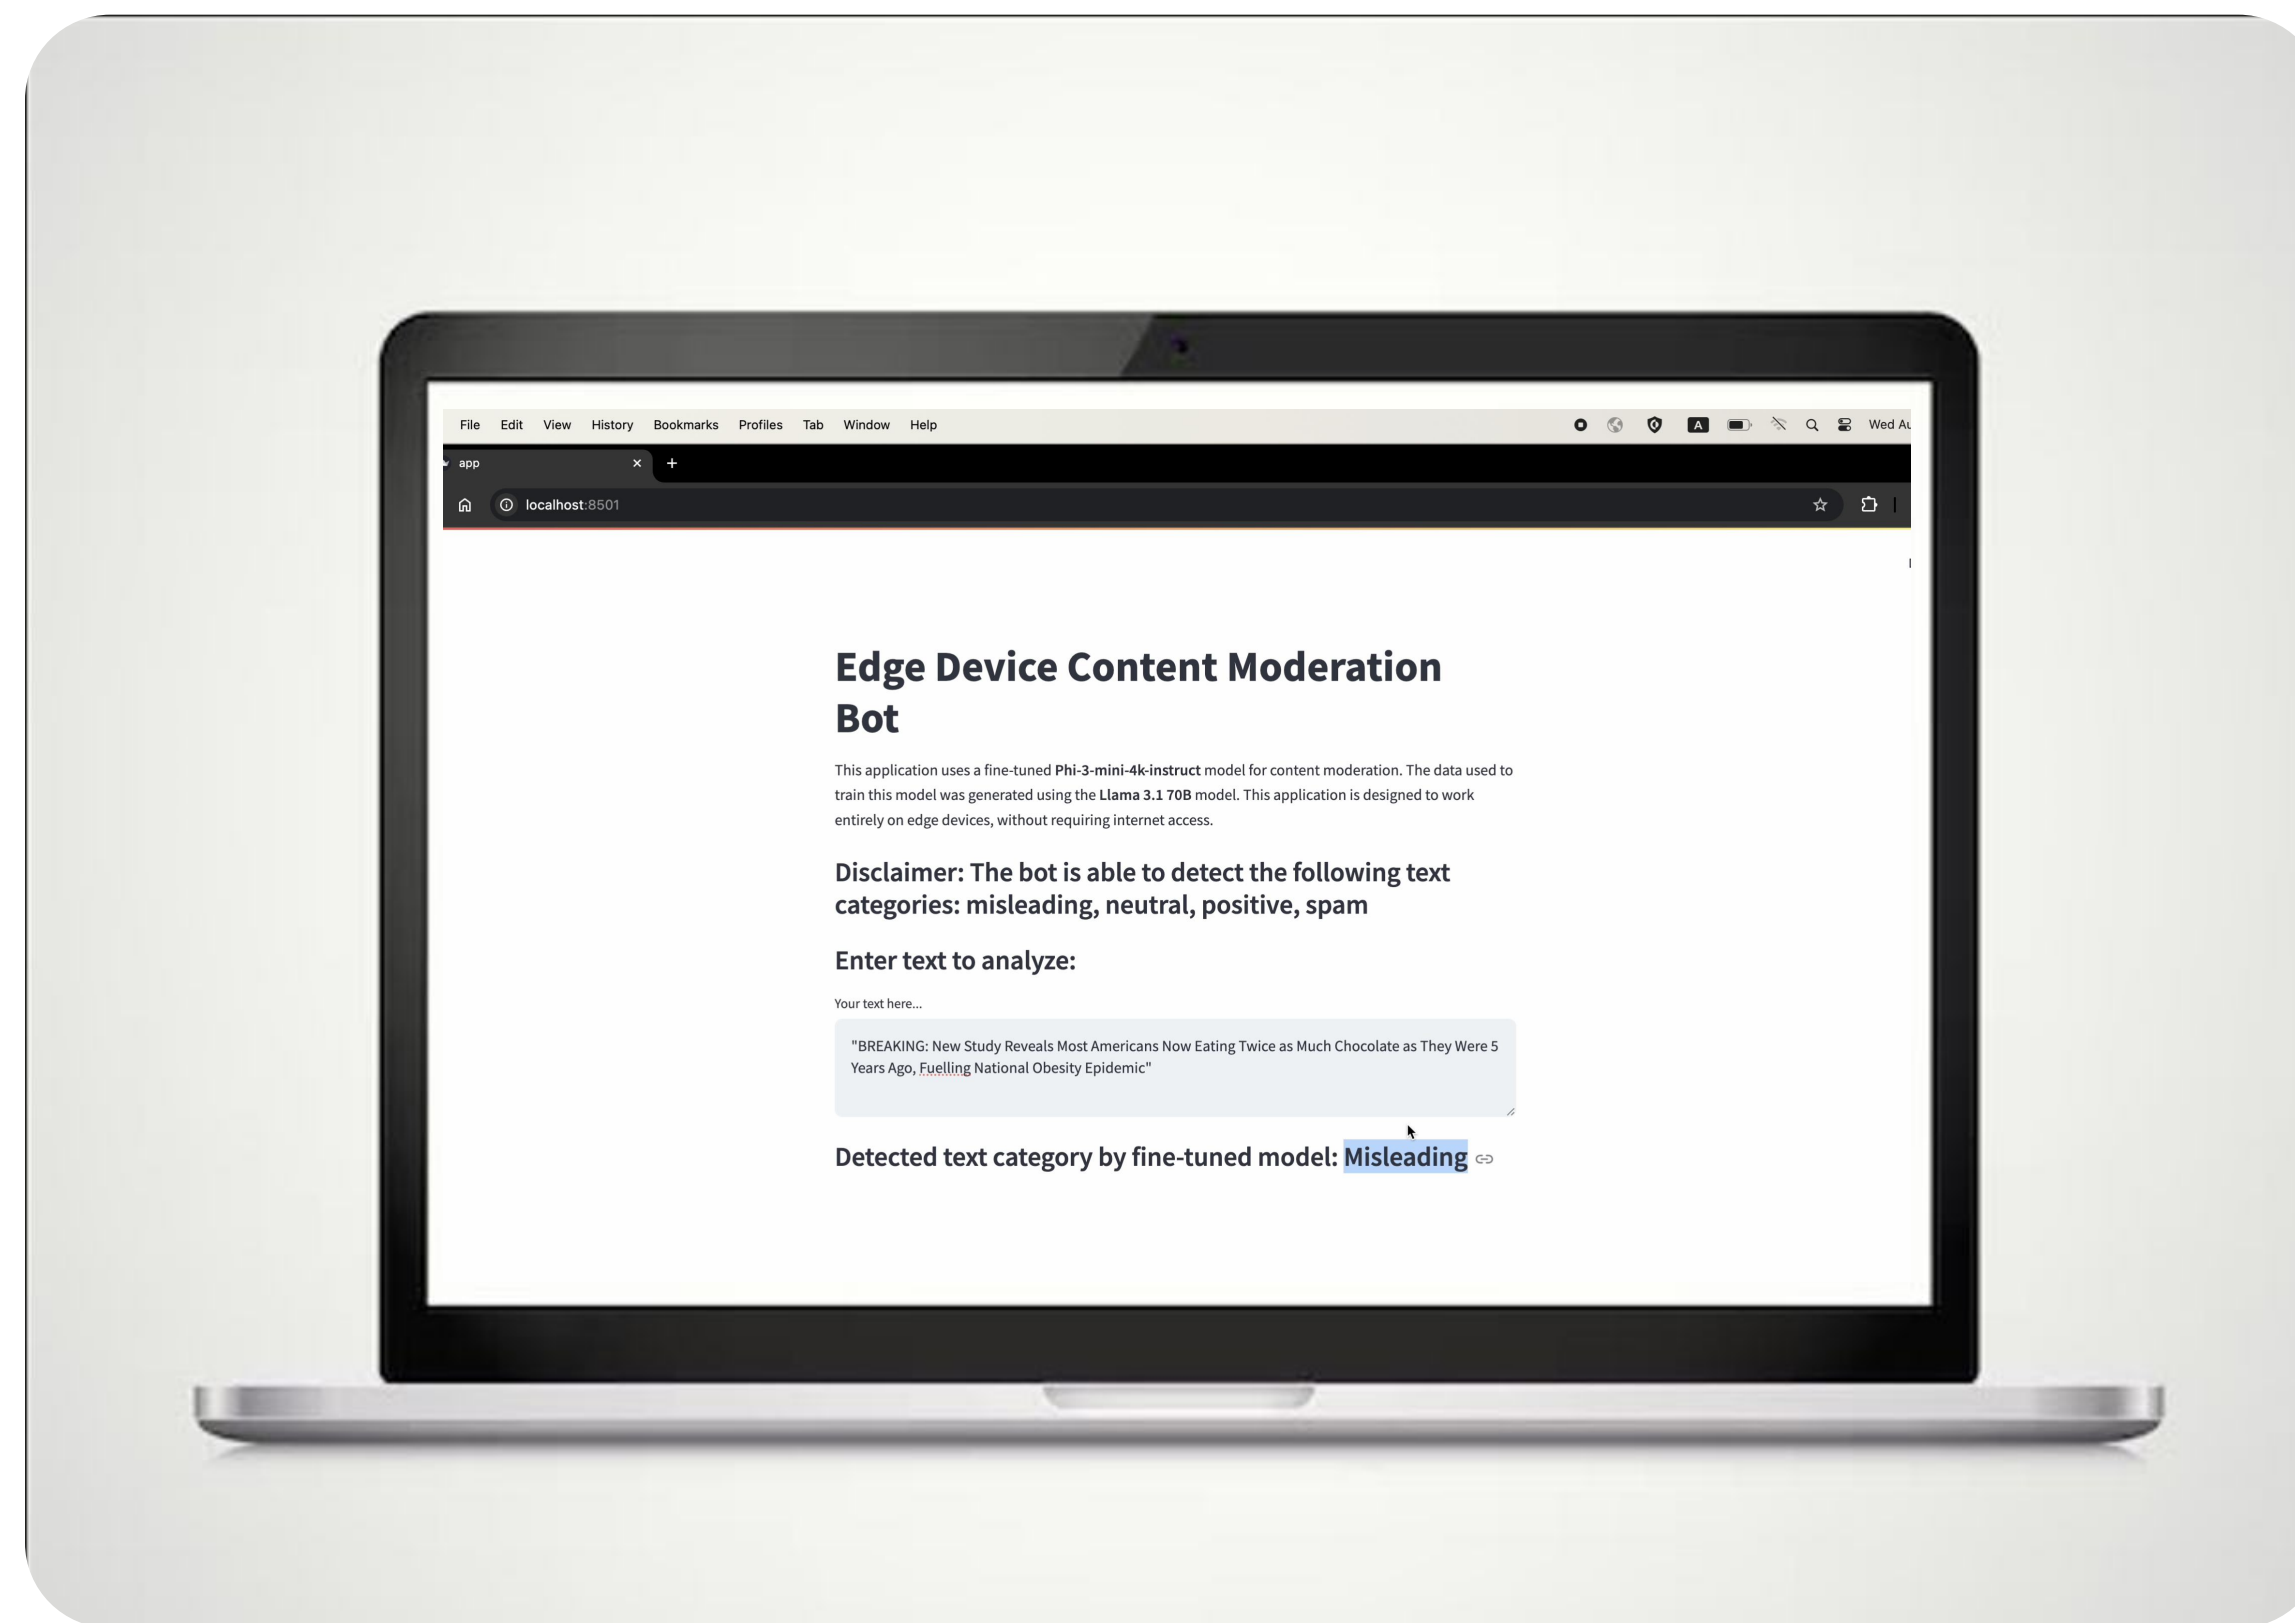 File Edit View History Bookmarks Profiles Tab Window Help A Wed Au
app
localhost:8501
Edge Device Content Moderation
Bot
This application uses a fine-tuned Phi-3-mini-4k-instruct model for content moderation. The data used to
train this model was generated using the Llama 3.1 70B model. This application is designed to work
entirely on edge devices, without requiring internet access.
Disclaimer: The bot is able to detect the following text
categories: misleading, neutral, positive, spam
Enter text to analyze:
Your text here...
"BREAKING: New Study Reveals Most Americans Now Eating Twice as Much Chocolate as They Were 5
Years Ago, Fuelling National Obesity Epidemic"
Detected text category by fine-tuned model: Misleading